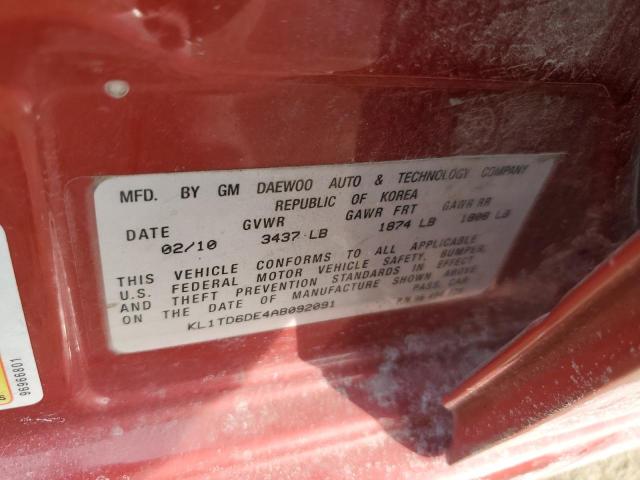 MFD. BY GM DAEWOO AUTO & TECHNOLOGY COMPANY
REPUBLIC OF KOREA
DATE GVWR GAWR FRT GAWR RR
02/10 3437 LB 1874 LB 1808 LB
THIS VEHICLE CONFORMS TO ALL APPLICABLE
U.S. FEDERAL MOTOR VEHICLE SAFETY, BUMPER,
AND THEFT PREVENTION STANDARDS IN EFFECT
ON THE DATE OF MANUFACTURE SHOWN ABOVE
PASS. CAR
KL1TD6DE4AB092091
P/N
96966801